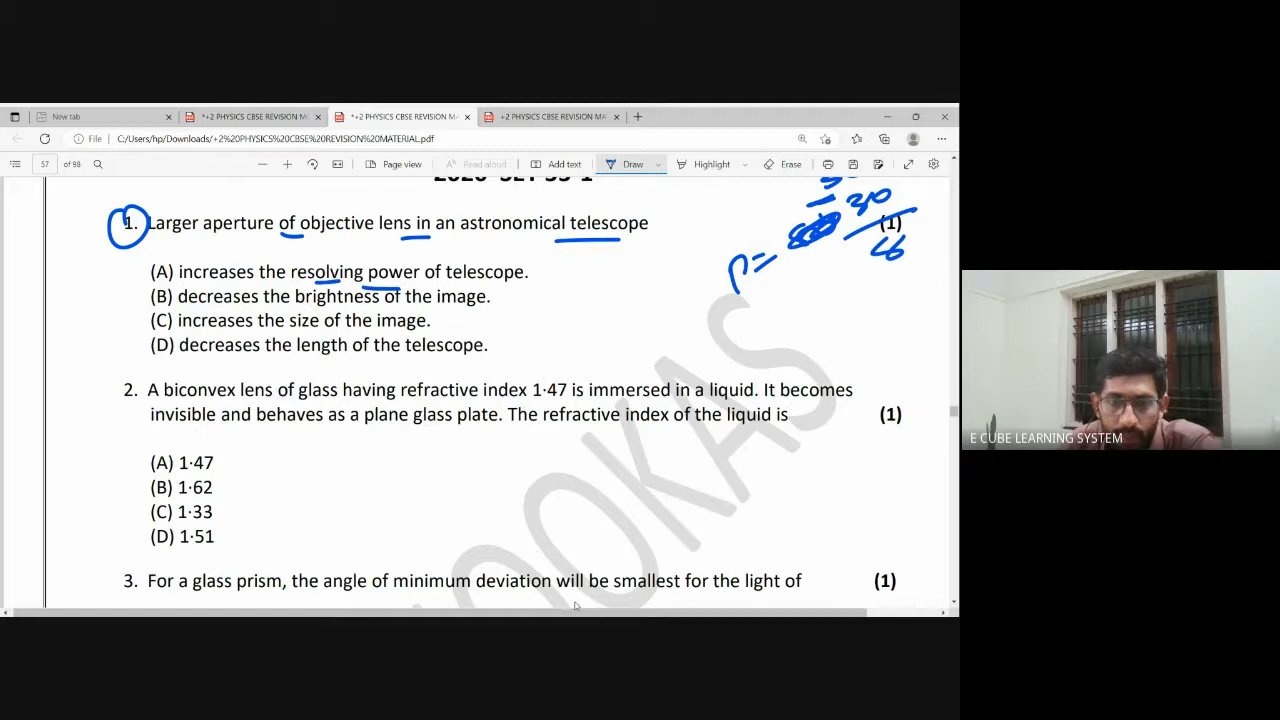 New tab
*+2 PHYSICS CBSE REVISION M
*+2 PHYSICS CBSE REVISION MA
+2 PHYSICS CBSE REVISION MA
File
C:/Users/hp/Downloads/+2%20PHYSICS%20CBSE%20REVISION%20MATERIAL.pdf
57 of 98
Page view
Read aloud
Add text
Draw
Highlight
Erase
1. Larger aperture of objective lens in an astronomical telescope (1)
(A) increases the resolving power of telescope.
(B) decreases the brightness of the image.
(C) increases the size of the image.
(D) decreases the length of the telescope.
2. A biconvex lens of glass having refractive index 1·47 is immersed in a liquid. It becomes
invisible and behaves as a plane glass plate. The refractive index of the liquid is (1)
(A) 1·47
(B) 1·62
(C) 1·33
(D) 1·51
3. For a glass prism, the angle of minimum deviation will be smallest for the light of (1)
E CUBE LEARNING SYSTEM